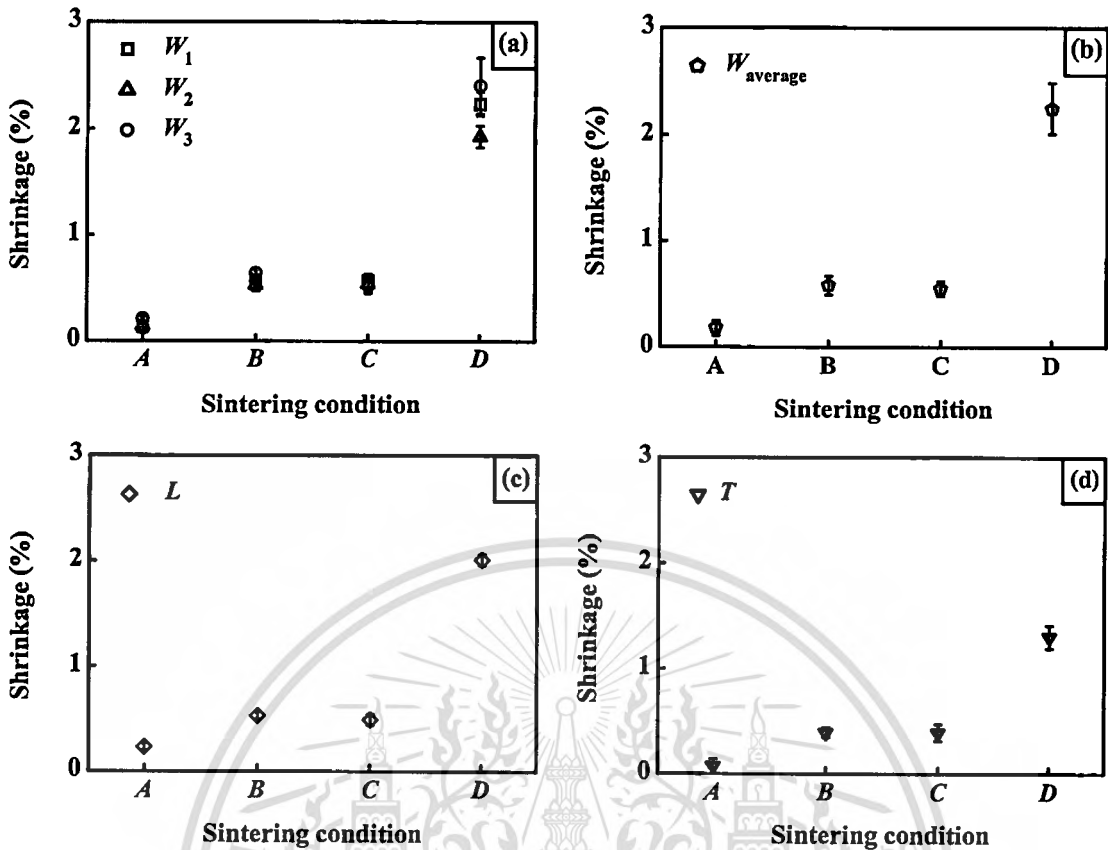 (a)
W1
W2
W3
3
2
1
0
A B C D
Shrinkage (%)
Sintering condition
(b)
Waverage
3
2
1
0
A B C D
Shrinkage (%)
Sintering condition
(c)
L
3
2
1
0
A B C D
Shrinkage (%)
Sintering condition
(d)
T
3
2
1
0
A B C D
Shrinkage (%)
Sintering condition